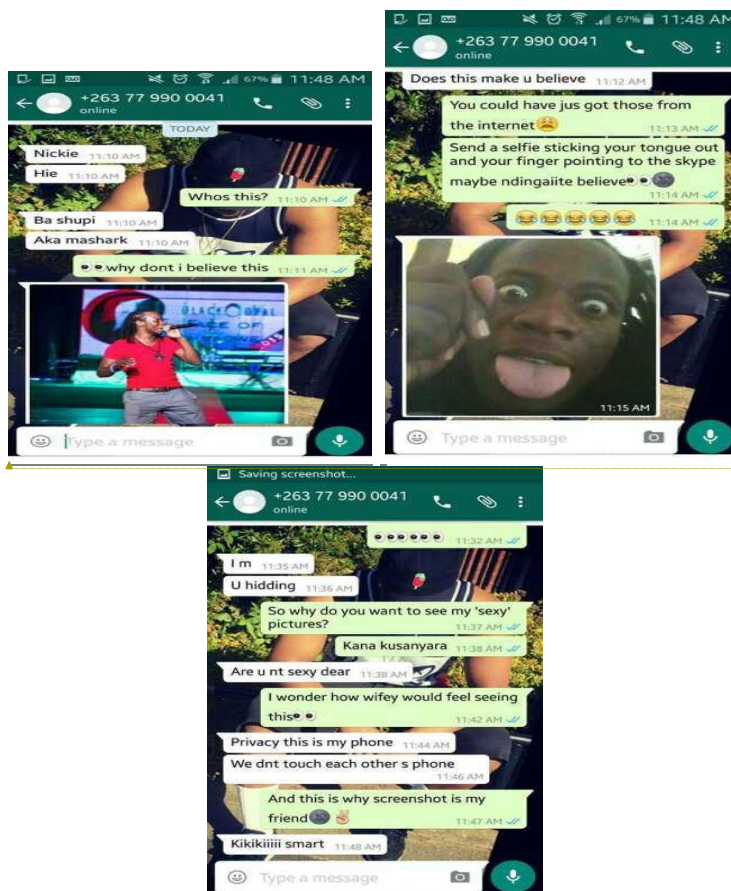 67% 11:48 AM
+263 77 990 0041
online
TODAY
Nickie 11:10 AM
Hie 11:10 AM
Whos this? 11:10 AM
Ba shupi 11:10 AM
Aka mashark 11:10 AM
why dont i believe this 11:11 AM
BLACK OPAL
Type a message
67% 11:48 AM
+263 77 990 0041
online
Does this make u believe 11:12 AM
You could have jus got those from
the internet😩 11:13 AM
Send a selfie sticking your tongue out
and your finger pointing to the skype
maybe ndingaiite believe 11:14 AM
😂😂😂😂😂 11:14 AM
11:15 AM
Type a message
Saving screenshot...
+263 77 990 0041
online
11:32 AM
I m 11:35 AM
U hidding 11:36 AM
So why do you want to see my 'sexy'
pictures? 11:37 AM
Kana kusanyara 11:38 AM
Are u nt sexy dear 11:38 AM
I wonder how wifey would feel seeing
this 11:42 AM
Privacy this is my phone 11:44 AM
We dnt touch each other s phone
11:46 AM
And this is why screenshot is my
friend 11:47 AM
Kikikiiiii smart 11:48 AM
Type a message